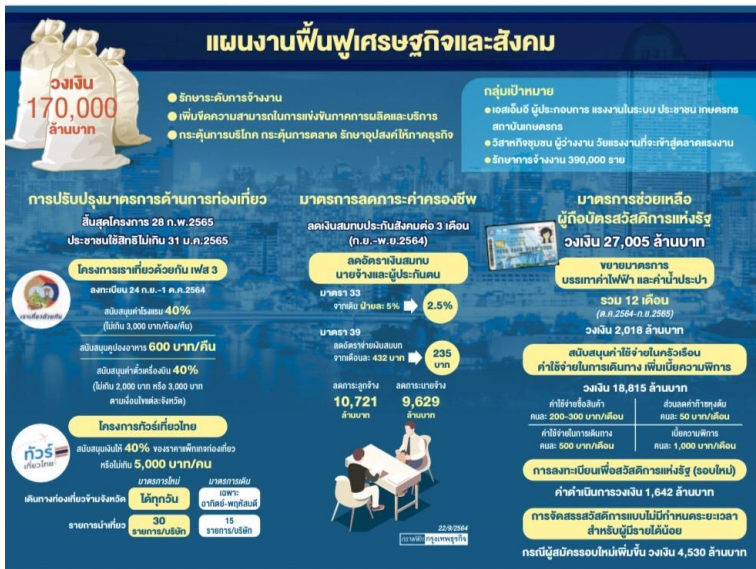 แผนงานฟื้นฟูเศรษฐกิจและสังคม
วงเงิน
170,000
ล้านบาท
● รักษาระดับการจ้างงาน
● เพิ่มขีดความสามารถในการแข่งขันภาคการผลิตและบริการ
● กระตุ้นการบริโภค กระตุ้นการตลาด รักษาอุปสงค์ให้ภาคธุรกิจ
กลุ่มเป้าหมาย
● เอสเอ็มอี ผู้ประกอบการ แรงงานในระบบ ประชาชน เกษตรกร
สถาบันเกษตรกร
● วิสาหกิจชุมชน ผู้ว่างงาน วัยแรงงานที่จะเข้าสู่ตลาดแรงงาน
● รักษาการจ้างงาน 390,000 ราย
การปรับปรุงมาตรการด้านการท่องเที่ยว
สิ้นสุดโครงการ 28 ก.พ.2565
ประชาชนใช้สิทธิไม่เกิน 31 ม.ค.2565
โครงการเราเที่ยวด้วยกัน เฟส 3
เราเที่ยวด้วยกัน
ลงทะเบียน 24 ก.ย.-1 ต.ค.2564
สนับสนุนค่าโรงแรม 40%
(ไม่เกิน 3,000 บาท/ห้อง/คืน)
สนับสนุนคูปองอาหาร 600 บาท/คืน
สนับสนุนค่าตั๋วเครื่องบิน 40%
(ไม่เกิน 2,000 บาท หรือ 3,000 บาท
ตามเงื่อนไขแต่ละจังหวัด)
โครงการทัวร์เที่ยวไทย
ทัวร์
เที่ยวไทย
สนับสนุนเงินให้ 40% ของราคาแพ็กเกจท่องเที่ยว
หรือไม่เกิน 5,000 บาท/คน
มาตรการใหม่ มาตรการเดิม
เดินทางท่องเที่ยวข้ามจังหวัด ได้ทุกวัน เฉพาะ
อาทิตย์-พฤหัสบดี
รายการนำเที่ยว 30
รายการ/บริษัท 15
รายการ/บริษัท
มาตรการลดภาระค่าครองชีพ
ลดเงินสมทบประกันสังคมต่อ 3 เดือน
(ก.ย.-พ.ย.2564)
ลดอัตราเงินสมทบ
นายจ้างและผู้ประกันตน
มาตรา 33
จากเดิม ฝ่ายละ 5% 2.5%
มาตรา 39
ลดอัตราจ่ายเงินสมทบ
จากเดือนละ 432 บาท 235
บาท
ลดภาระลูกจ้าง ลดภาระนายจ้าง
10,721 9,629
ล้านบาท ล้านบาท
22/9/2564
กราฟฟิก กรุงเทพธุรกิจ
มาตรการช่วยเหลือ
ผู้ถือบัตรสวัสดิการแห่งรัฐ
วงเงิน 27,005 ล้านบาท
ขยายมาตรการ
บรรเทาค่าไฟฟ้า และค่าน้ำประปา
รวม 12 เดือน
(ต.ค.2564-ก.ย.2565)
วงเงิน 2,018 ล้านบาท
สนับสนุนค่าใช้จ่ายในครัวเรือน
ค่าใช้จ่ายในการเดินทาง เพิ่มเบี้ยความพิการ
วงเงิน 18,815 ล้านบาท
ค่าใช้จ่ายซื้อสินค้า ส่วนลดค่าก๊าซหุงต้ม
คนละ 200-300 บาท/เดือน คนละ 50 บาท/เดือน
ค่าใช้จ่ายในการเดินทาง เบี้ยความพิการ
คนละ 500 บาท/เดือน คนละ 1,000 บาท/เดือน
การลงทะเบียนเพื่อสวัสดิการแห่งรัฐ (รอบใหม่)
ค่าดำเนินการวงเงิน 1,642 ล้านบาท
การจัดสรรสวัสดิการแบบไม่มีกำหนดระยะเวลา
สำหรับผู้มีรายได้น้อย
กรณีผู้สมัครรอบใหม่เพิ่มขึ้น วงเงิน 4,530 ล้านบาท